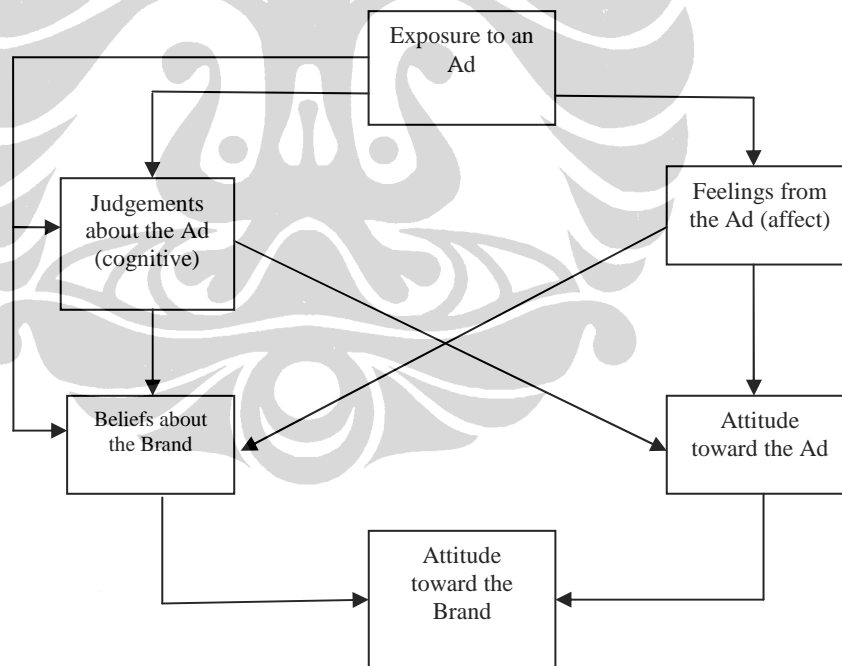 Exposure to an
Ad
Judgements
about the Ad
(cognitive)
Feelings from
the Ad (affect)
Beliefs about
the Brand
Attitude
toward the Ad
Attitude
toward the
Brand